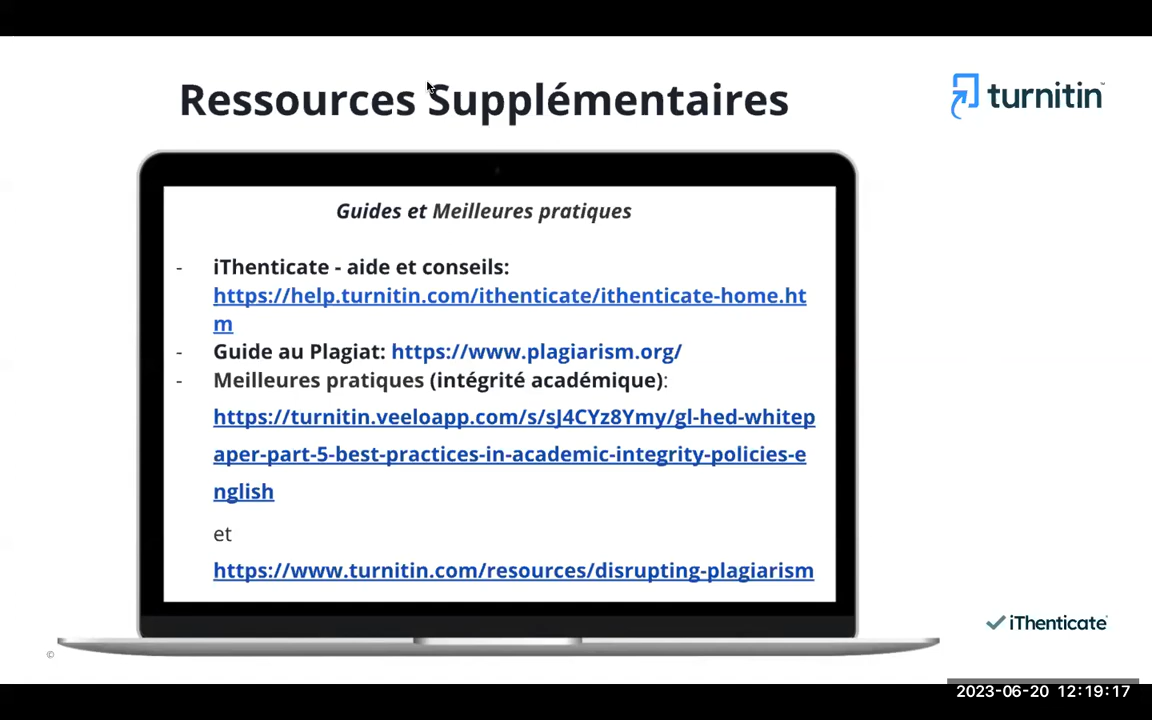 Ressources Supplémentaires
turnitin™
Guides et Meilleures pratiques
- iThenticate - aide et conseils:
https://help.turnitin.com/ithenticate/ithenticate-home.ht
m
- Guide au Plagiat: https://www.plagiarism.org/
- Meilleures pratiques (intégrité académique):
https://turnitin.veeloapp.com/s/sJ4CYz8Ymy/gl-hed-whitep
aper-part-5-best-practices-in-academic-integrity-policies-e
nglish
et
https://www.turnitin.com/resources/disrupting-plagiarism
iThenticate®
©
2023-06-20 12:19:17